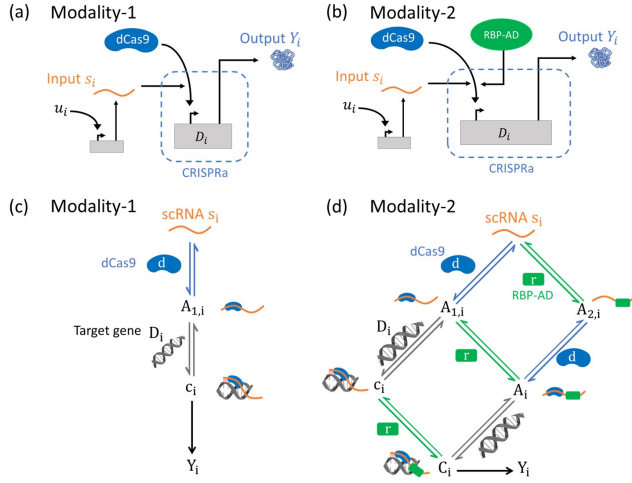 (a) Modality-1
dCas9
Output Yᵢ
Input sᵢ
uᵢ
Dᵢ
CRISPRa
(b) Modality-2
dCas9
RBP-AD
Output Yᵢ
Input sᵢ
uᵢ
Dᵢ
CRISPRa
(c) Modality-1
scRNA sᵢ
dCas9
d
A₁,ᵢ
Target gene
Dᵢ
cᵢ
Yᵢ
(d) Modality-2
scRNA sᵢ
dCas9
d
r
RBP-AD
A₁,ᵢ
A₂,ᵢ
Dᵢ
r
d
cᵢ
Aᵢ
r
Cᵢ
Yᵢ